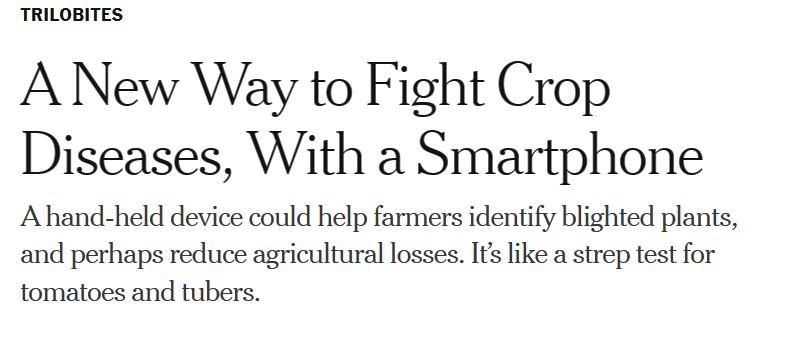 TRILOBITES
A New Way to Fight Crop
Diseases, With a Smartphone
A hand-held device could help farmers identify blighted plants,
and perhaps reduce agricultural losses. It’s like a strep test for
tomatoes and tubers.